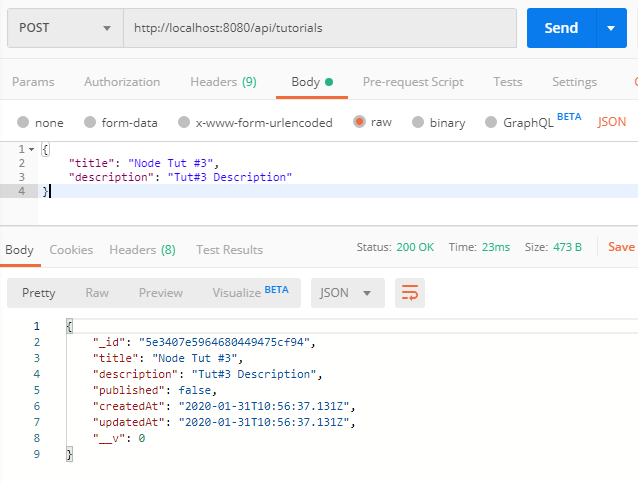 POST http://localhost:8080/api/tutorials Send
Params Authorization Headers (9) Body Pre-request Script Tests Settings
none form-data x-www-form-urlencoded raw binary GraphQL BETA JSON
1 {
2 "title": "Node Tut #3",
3 "description": "Tut#3 Description"
4 }
Body Cookies Headers (8) Test Results Status: 200 OK Time: 23ms Size: 473 B Save
Pretty Raw Preview Visualize BETA JSON
1 {
2 "_id": "5e3407e5964680449475cf94",
3 "title": "Node Tut #3",
4 "description": "Tut#3 Description",
5 "published": false,
6 "createdAt": "2020-01-31T10:56:37.131Z",
7 "updatedAt": "2020-01-31T10:56:37.131Z",
8 "__v": 0
9 }